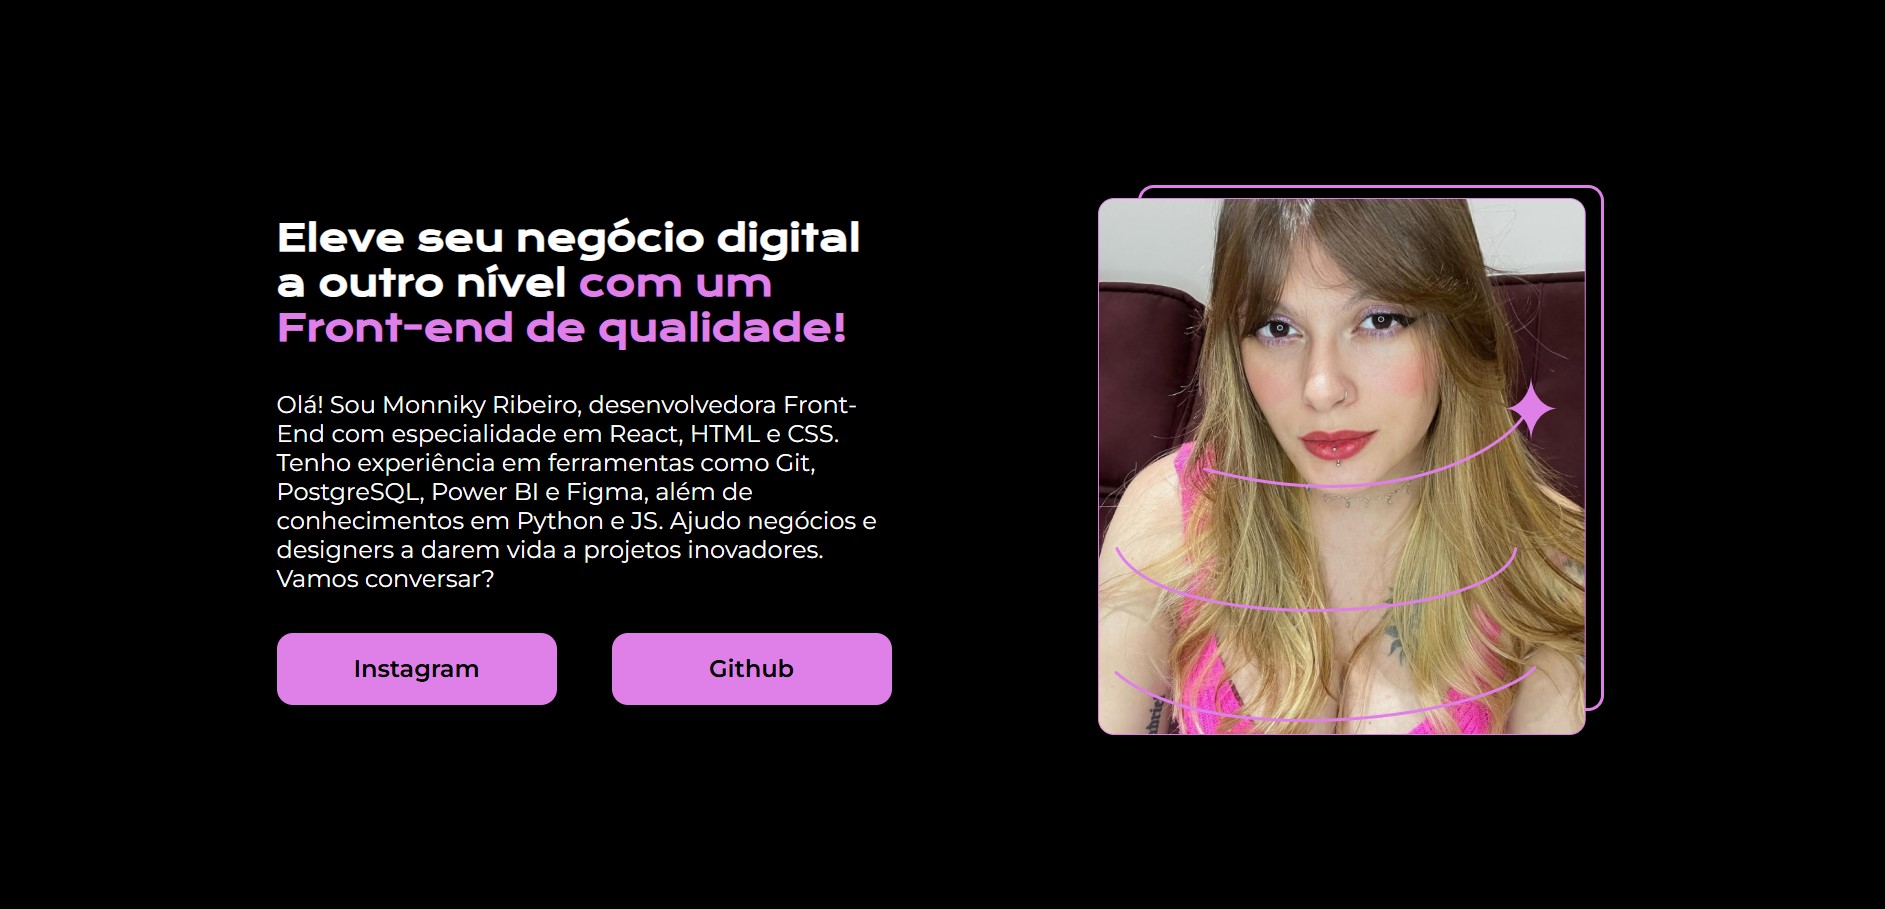 Eleve seu negócio digital
a outro nível com um
Front-end de qualidade!
Olá! Sou Monniky Ribeiro, desenvolvedora Front-
End com especialidade em React, HTML e CSS.
Tenho experiência em ferramentas como Git,
PostgreSQL, Power BI e Figma, além de
conhecimentos em Python e JS. Ajudo negócios e
designers a darem vida a projetos inovadores.
Vamos conversar?
Instagram
Github